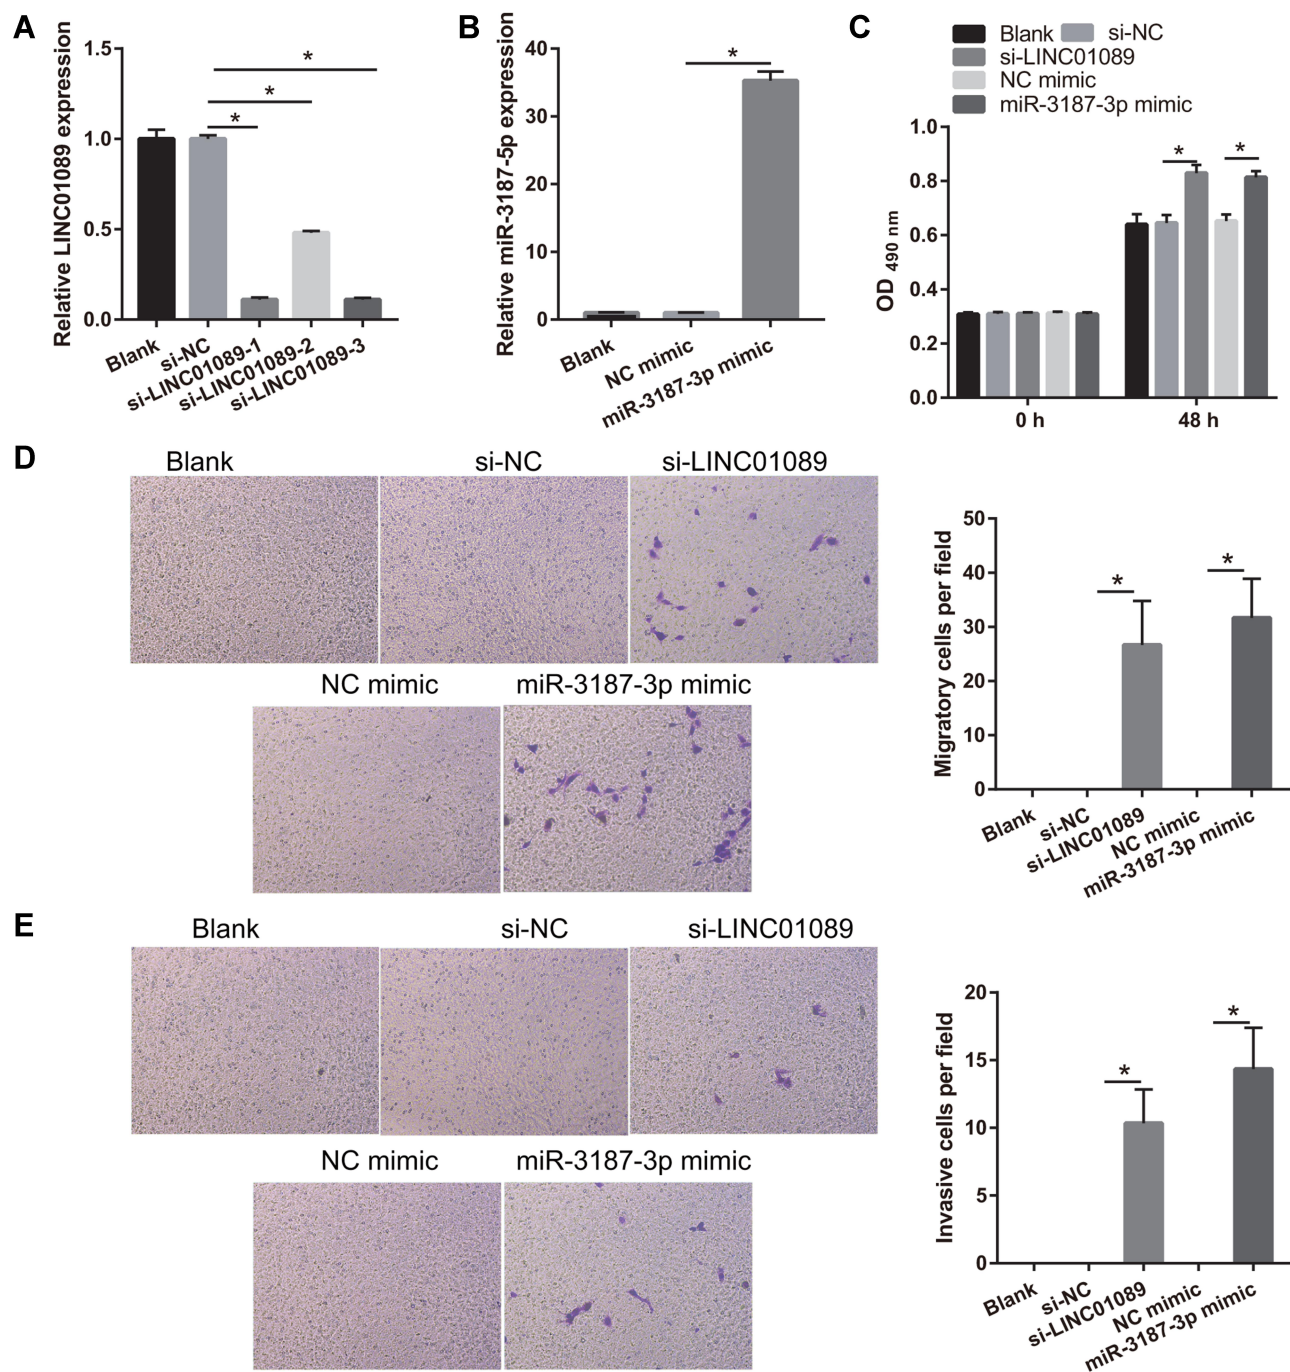 A
Relative LINC01089 expression
1.5
1.0
0.5
0.0
*
*
*
Blank
si-NC
si-LINC01089-1
si-LINC01089-2
si-LINC01089-3
B
Relative miR-3187-5p expression
40
30
20
10
0
*
Blank
NC mimic
miR-3187-3p mimic
C
Blank si-NC
si-LINC01089
NC mimic
miR-3187-3p mimic
OD 490 nm
1.0
0.8
0.6
0.4
0.2
0.0
*
*
0 h
48 h
D
Blank
si-NC
si-LINC01089
NC mimic
miR-3187-3p mimic
Migratory cells per field
50
40
30
20
10
0
*
*
Blank
si-NC
si-LINC01089
NC mimic
miR-3187-3p mimic
E
Blank
si-NC
si-LINC01089
NC mimic
miR-3187-3p mimic
Invasive cells per field
20
15
10
5
0
*
*
Blank
si-NC
si-LINC01089
NC mimic
miR-3187-3p mimic